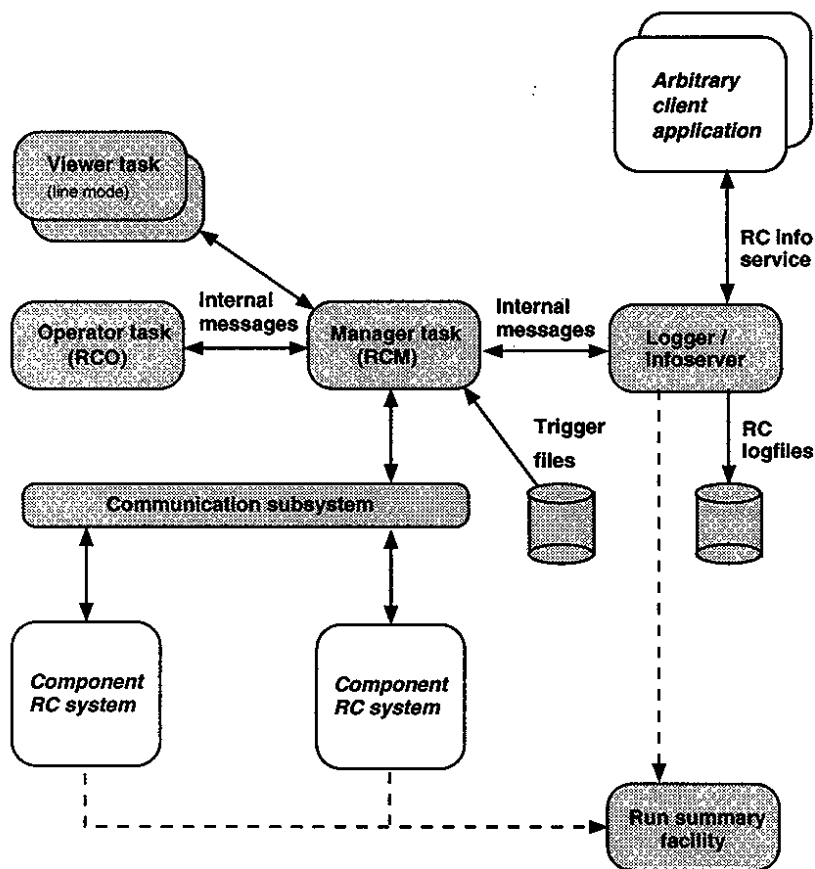 Arbitrary
client
application
Viewer task
(line mode)
RC info
service
Internal
messages
Internal
messages
Operator task
(RCO)
Manager task
(RCM)
Logger /
Infoserver
Trigger
files
RC
logfiles
Communication subsystem
Component
RC system
Component
RC system
Run summary
facility